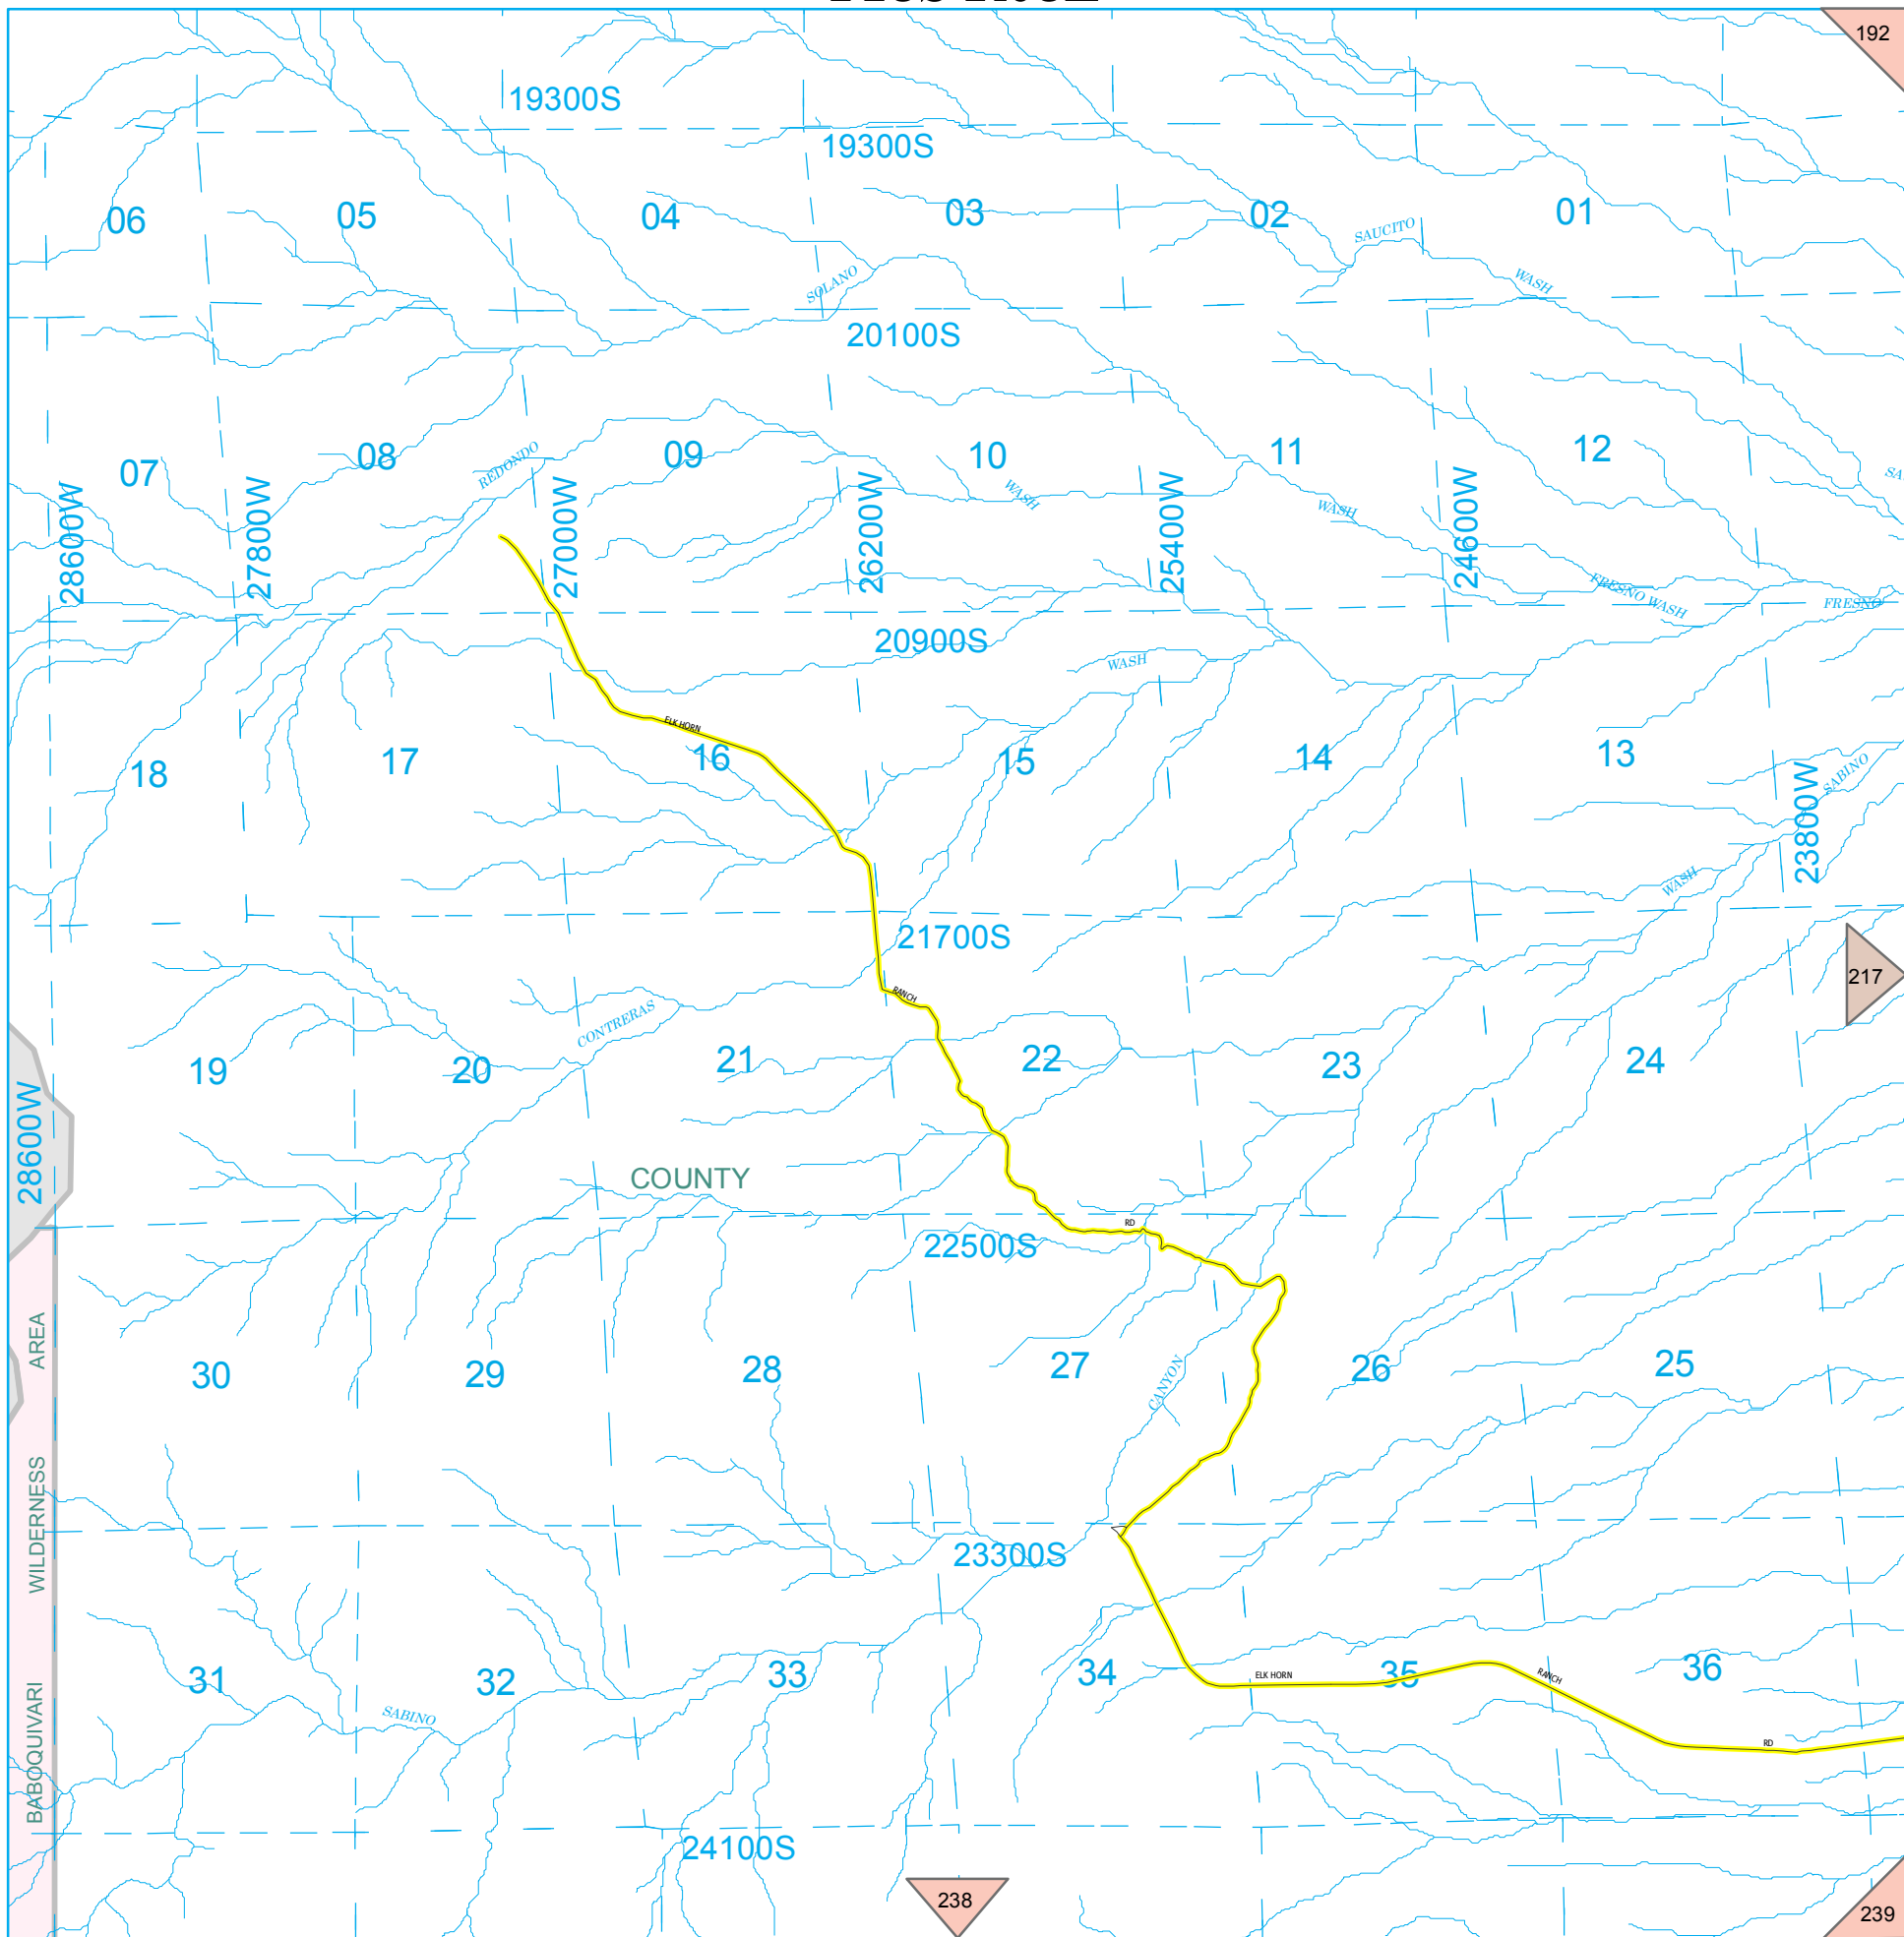 192
19300S
19300S
06
05
04
03
02
01
SAUCITO
WASH
SOLANO
20100S
07
08
REDONDO
09
10
11
12
WASH
WASH
28600W
27800W
27000W
26200W
25400W
24600W
FRESNO WASH
FRESNO
20900S
WASH
ELK HORN
18
17
16
15
14
13
SABINO
23800W
WASH
21700S
217
RANCH
CONTRERAS
19
20
21
22
23
24
28600W
COUNTY
RD
22500S
AREA
30
29
28
27
26
25
CANYON
WILDERNESS
23300S
31
32
33
34
35
36
ELK HORN
RANCH
SABINO
BABOQUIVARI
RD
24100S
238
239